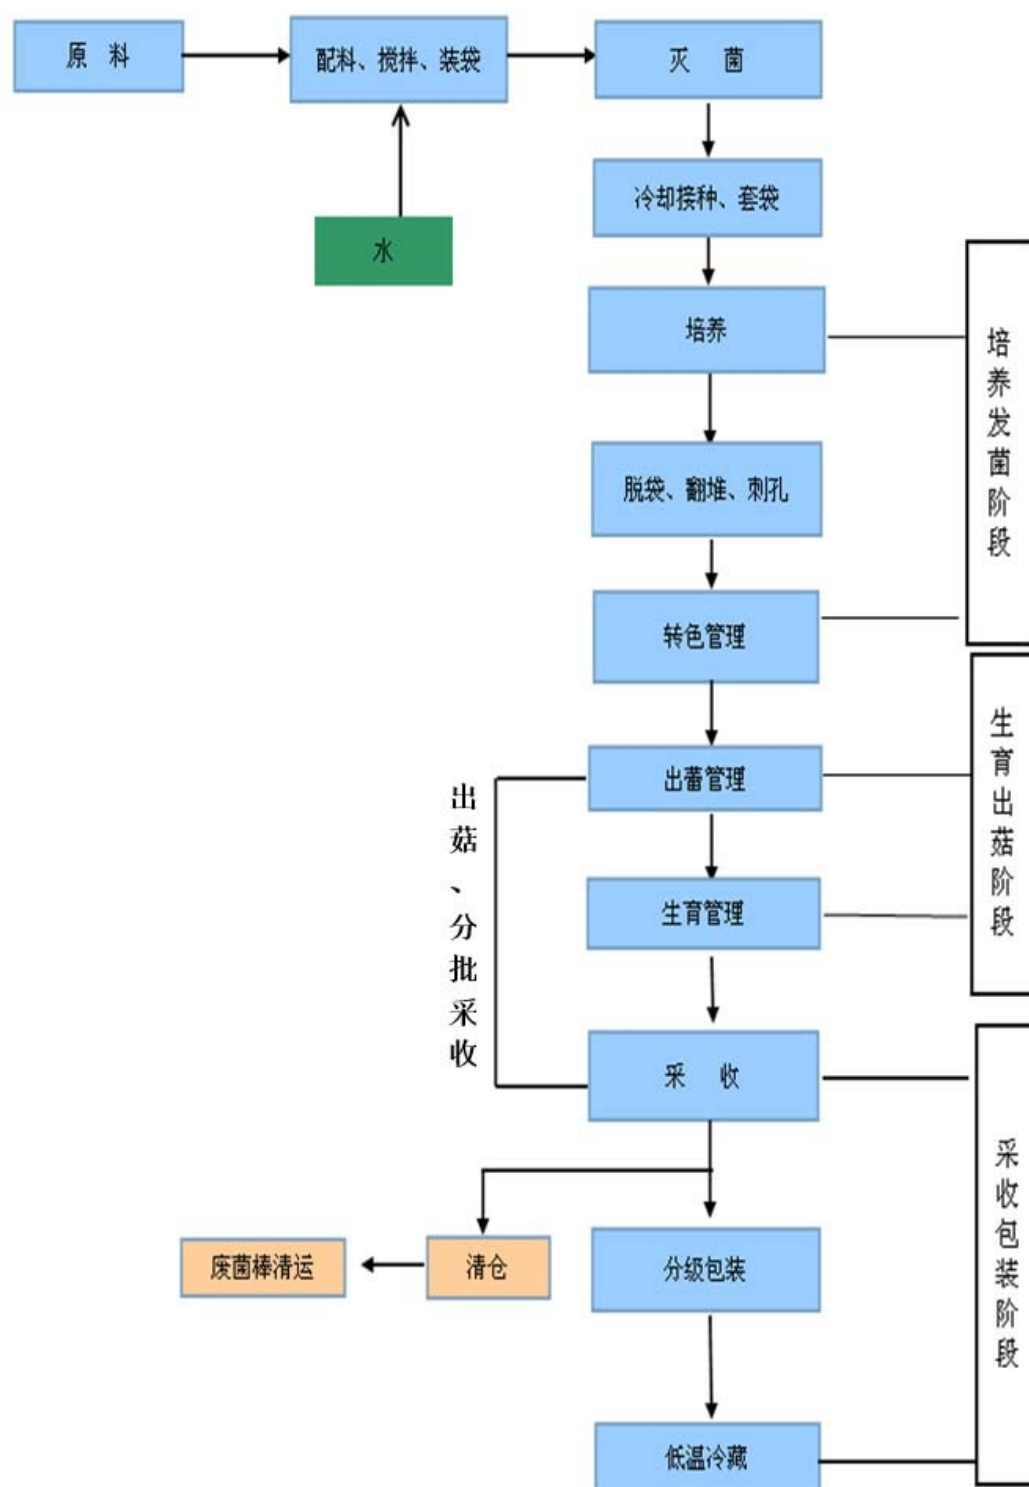 原 料
配料、搅拌、装袋
灭 菌
冷却接种、套袋
水
培养
培养发菌阶段
脱袋、翻堆、刺孔
转色管理
出蕾管理
生育出菇阶段
出菇、分批采收
生育管理
采 收
采收包装阶段
废菌棒清运
清仓
分级包装
低温冷藏